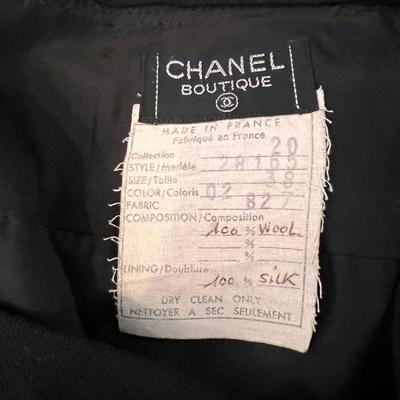 CHANEL
BOUTIQUE
MADE IN FRANCE
Fabriqué en France
Collection 20
STYLE/Modèle 28165
SIZE/Taille 38
COLOR/Coloris 02
FABRIC 827
COMPOSITION/Composition
100 % WOOL
%
%
LINING/Doublure
100 % SILK
DRY CLEAN ONLY
NETTOYER A SEC SEULEMENT